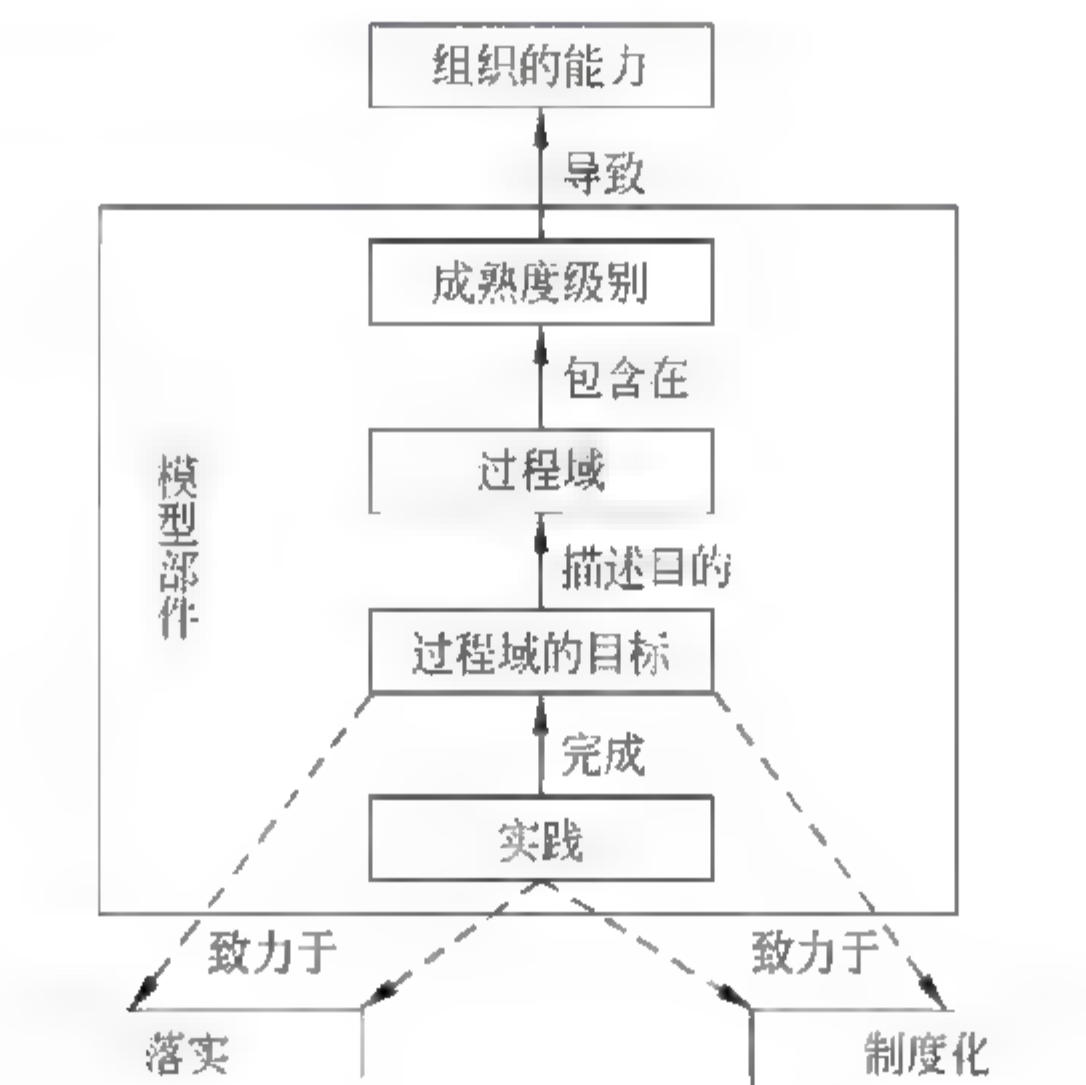 组织的能力
导致
成熟度级别
包含在
过程域
模型部件
描述目的
过程域的目标
完成
实践
致力于
致力于
落实
制度化